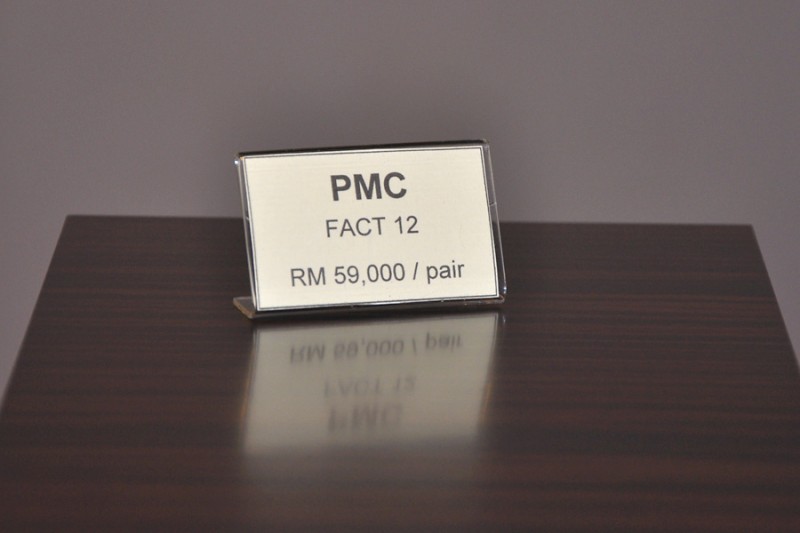 PMC
FACT 12
RM 59,000 / pair